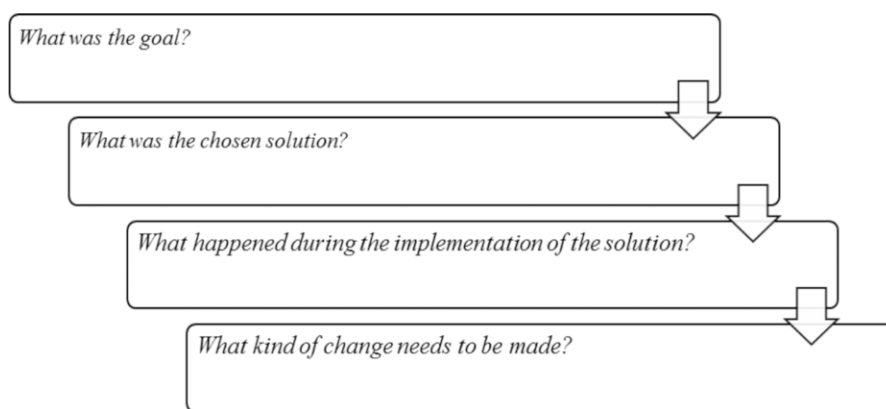 What was the goal?
What was the chosen solution?
What happened during the implementation of the solution?
What kind of change needs to be made?